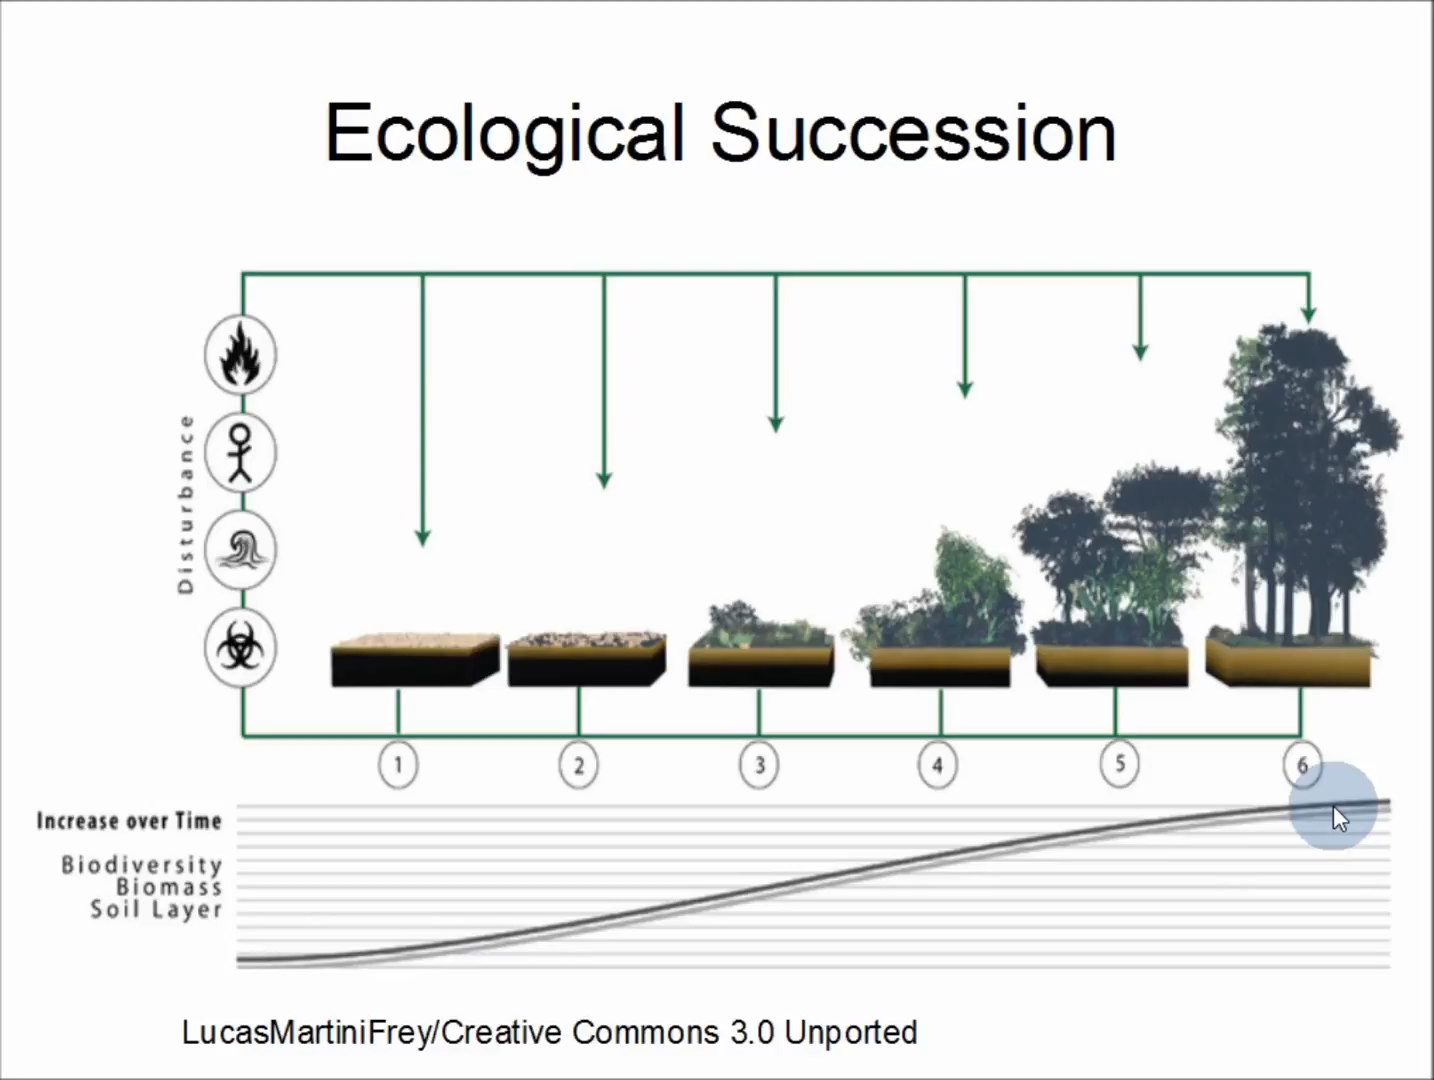 Ecological Succession
Disturbance
1 2 3 4 5 6
Increase over Time
Biodiversity
Biomass
Soil Layer
LucasMartiniFrey/Creative Commons 3.0 Unported